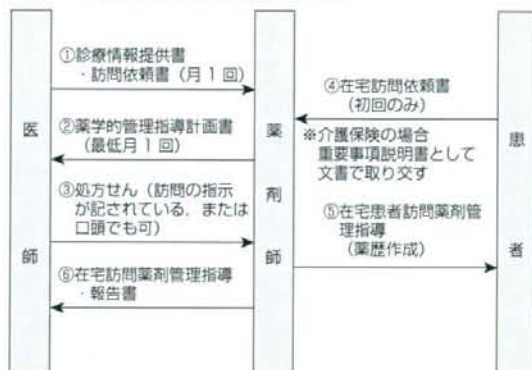 ①診療情報提供書
・訪問依頼書（月１回）
②薬学的管理指導計画書
（最低月１回）
③処方せん（訪問の指示
が記されている，または
口頭でも可）
⑥在宅訪問薬剤管理指導
・報告書
④在宅訪問依頼書
（初回のみ）
※介護保険の場合
重要事項説明書として
文書で取り交す
⑤在宅患者訪問薬剤管
理指導
（薬歴作成）
医師
薬剤師
患者